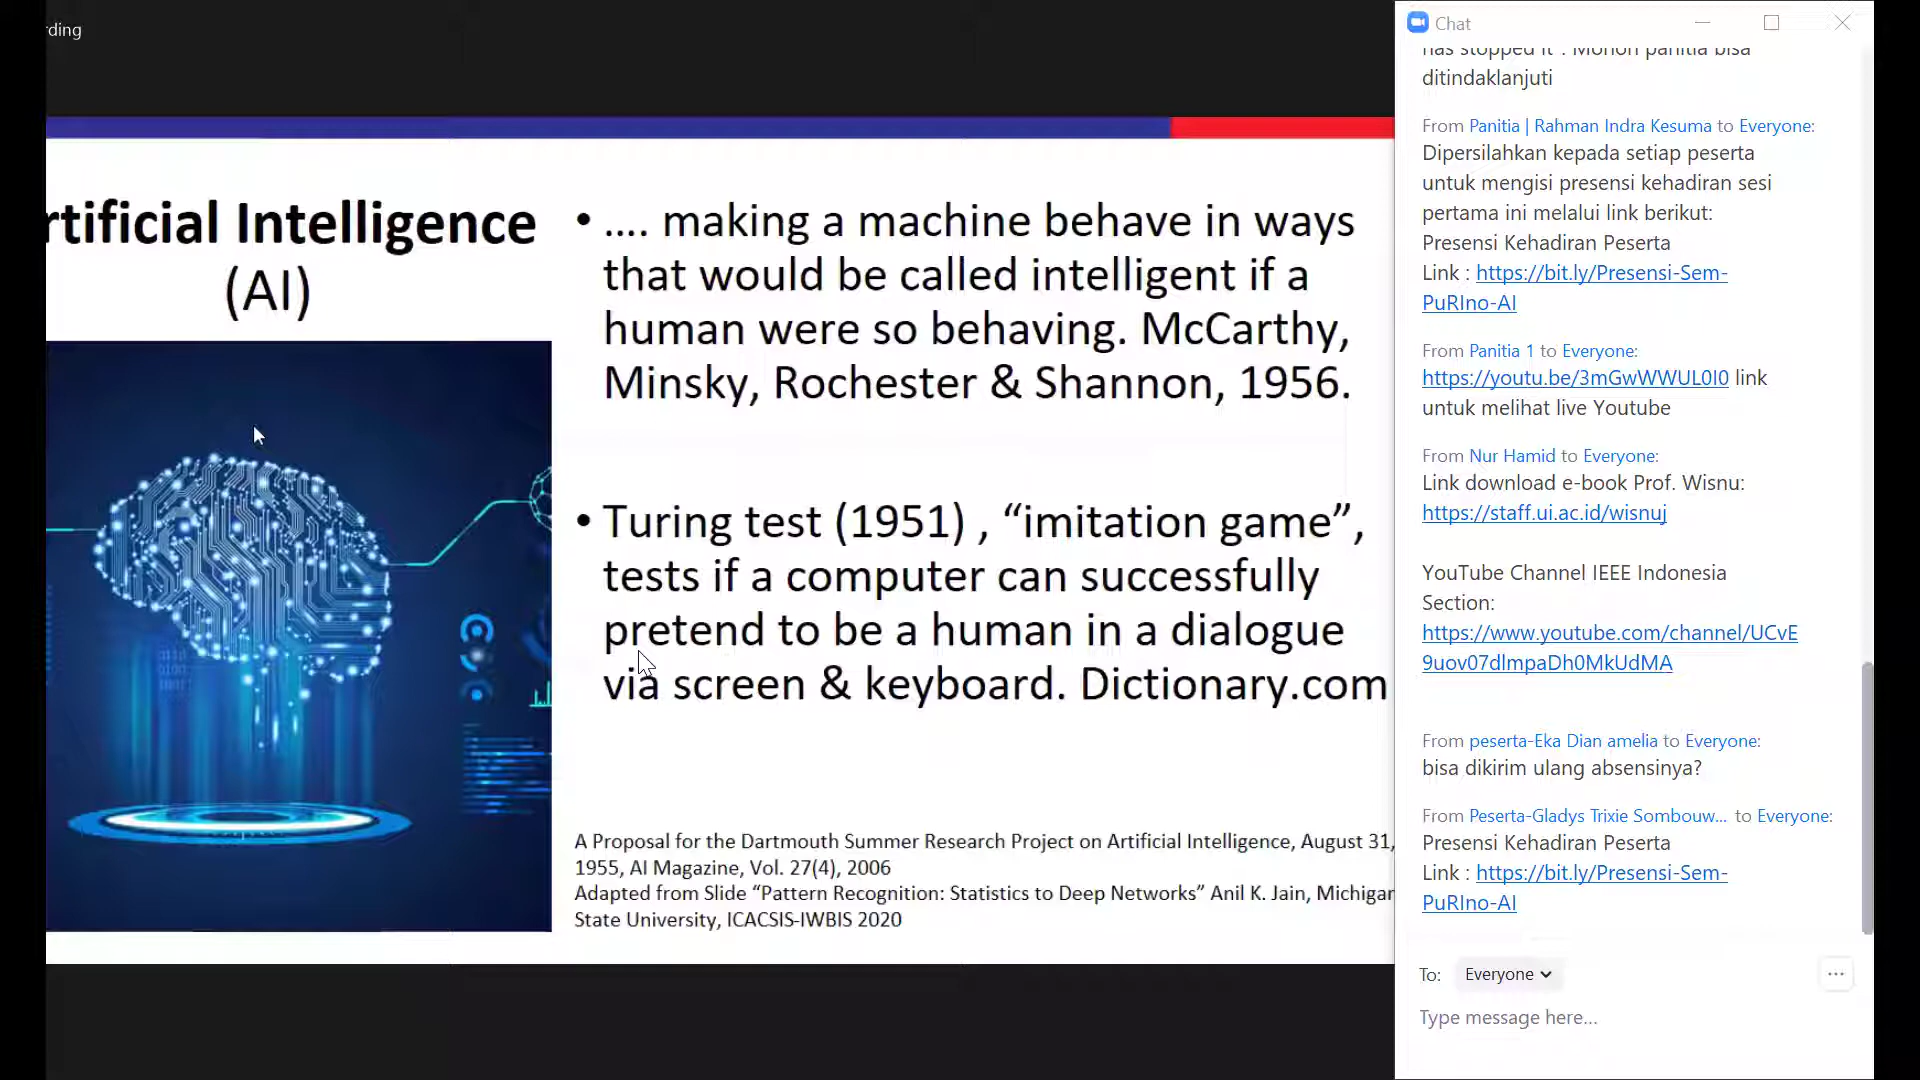 rding
rtificial Intelligence
(AI)
• .... making a machine behave in ways
that would be called intelligent if a
human were so behaving. McCarthy,
Minsky, Rochester & Shannon, 1956.
• Turing test (1951) , “imitation game”,
tests if a computer can successfully
pretend to be a human in a dialogue
via screen & keyboard. Dictionary.com
A Proposal for the Dartmouth Summer Research Project on Artificial Intelligence, August 31,
1955, AI Magazine, Vol. 27(4), 2006
Adapted from Slide “Pattern Recognition: Statistics to Deep Networks” Anil K. Jain, Michigan
State University, ICACSIS-IWBIS 2020
Chat
has stopped it". Mohon panitia bisa
ditindaklanjuti
From Panitia | Rahman Indra Kesuma to Everyone:
Dipersilahkan kepada setiap peserta
untuk mengisi presensi kehadiran sesi
pertama ini melalui link berikut:
Presensi Kehadiran Peserta
Link : https://bit.ly/Presensi-Sem-
PuRIno-AI
From Panitia 1 to Everyone:
https://youtu.be/3mGwWWUL0I0 link
untuk melihat live Youtube
From Nur Hamid to Everyone:
Link download e-book Prof. Wisnu:
https://staff.ui.ac.id/wisnuj
YouTube Channel IEEE Indonesia
Section:
https://www.youtube.com/channel/UCvE
9uov07dlmpaDh0MkUdMA
From peserta-Eka Dian amelia to Everyone:
bisa dikirim ulang absensinya?
From Peserta-Gladys Trixie Sombouw... to Everyone:
Presensi Kehadiran Peserta
Link : https://bit.ly/Presensi-Sem-
PuRIno-AI
To: Everyone
Type message here...